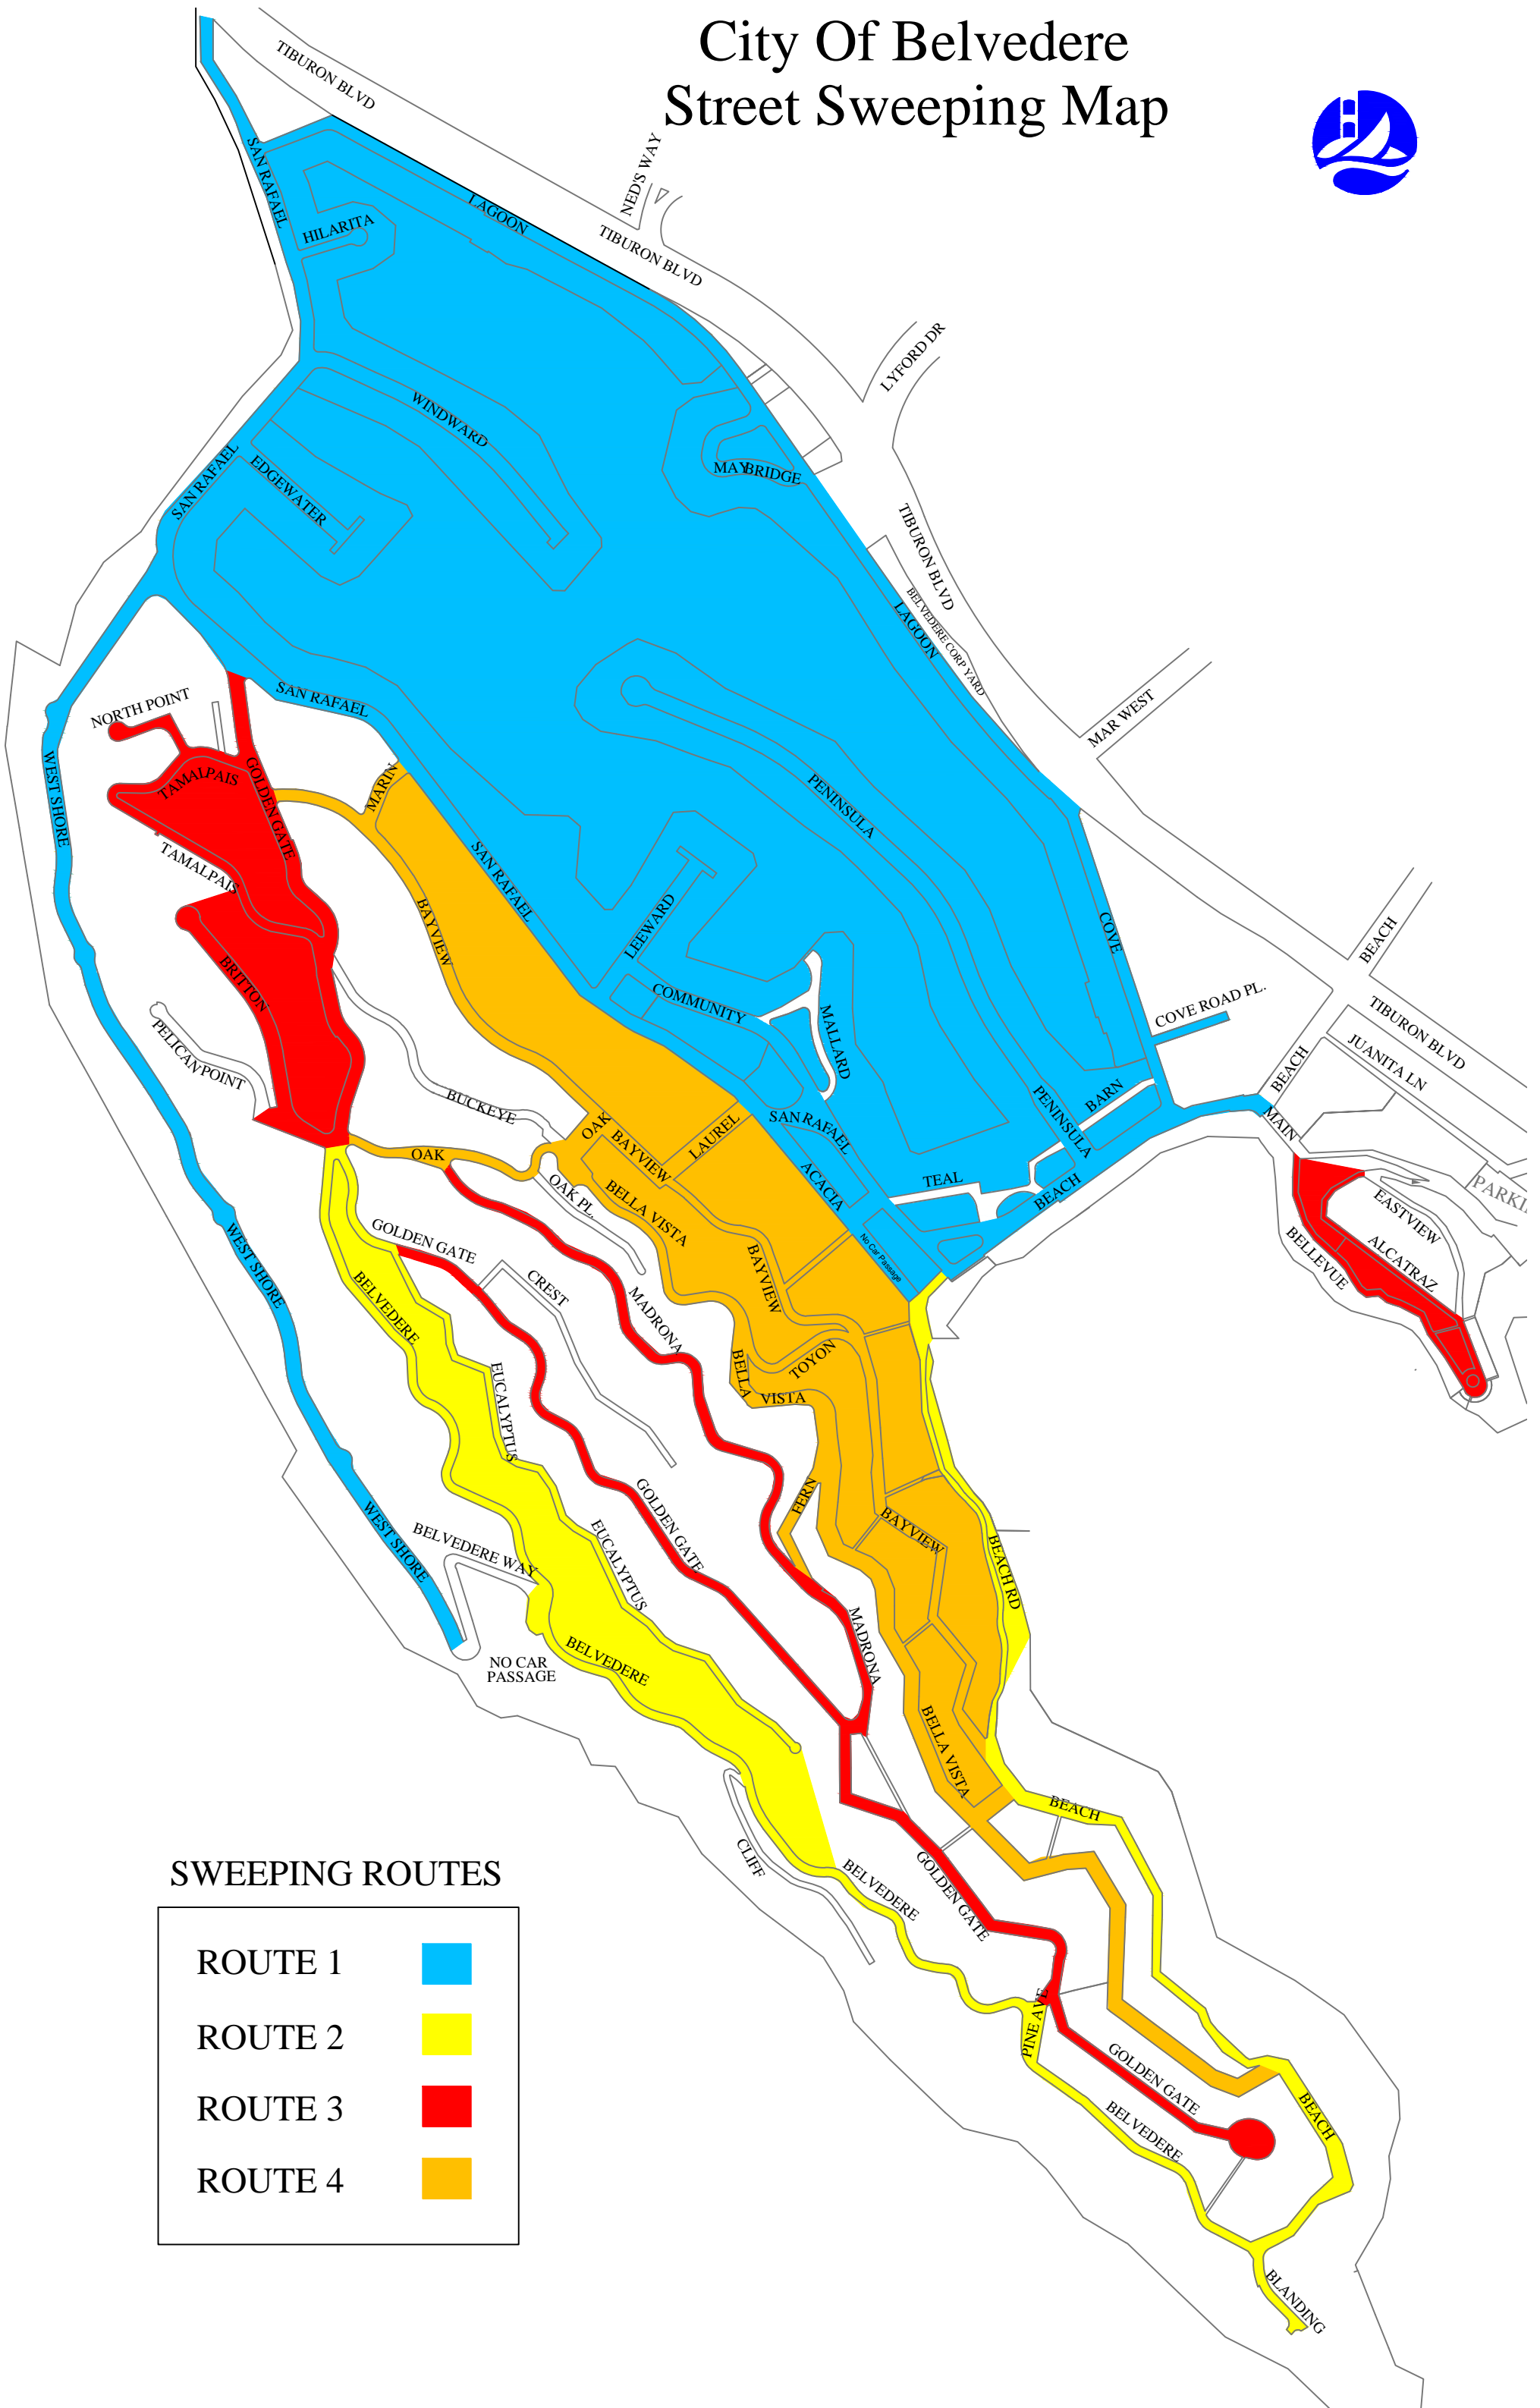 City Of Belvedere
Street Sweeping Map
TIBURON BLVD
NED'S WAY
SAN RAFAEL
LAGOON
HILARITA
TIBURON BLVD
LYFORD DR
WINDWARD
SAN RAFAEL
EDGEWATER
MAYBRIDGE
TIBURON BLVD
BELVEDERE CORP YARD
LAGOON
SAN RAFAEL
NORTH POINT
MAR WEST
WEST SHORE
TAMALPAIS
GOLDEN GATE
MARIN
PENINSULA
TAMALPAIS
SAN RAFAEL
BAYVIEW
LEEWARD
COVE
BEACH
BRITTON
COMMUNITY
MALLARD
COVE ROAD PL.
TIBURON BLVD
PELICAN POINT
JUANITA LN
BEACH
BUCKEYE
BARN
PENINSULA
MAIN
OAK
BAYVIEW
LAUREL
SAN RAFAEL
OAK
ACACIA
TEAL
BEACH
PARKI
OAK PL.
BELLA VISTA
EASTVIEW
ALCATRAZ
BELLEVUE
No Car Passage
GOLDEN GATE
WEST SHORE
BELVEDERE
CREST
MADRONA
BAYVIEW
TOYON
BELLA
VISTA
EUCALYPTUS
GOLDEN GATE
FERN
BAYVIEW
WEST SHORE
BELVEDERE WAY
EUCALYPTUS
BEACH RD
MADRONA
BELVEDERE
NO CAR
PASSAGE
BELLA VISTA
BEACH
CLIFF
BELVEDERE
GOLDEN GATE
PINE AVE
GOLDEN GATE
BELVEDERE
BEACH
BLANDING
SWEEPING ROUTES
ROUTE 1
ROUTE 2
ROUTE 3
ROUTE 4